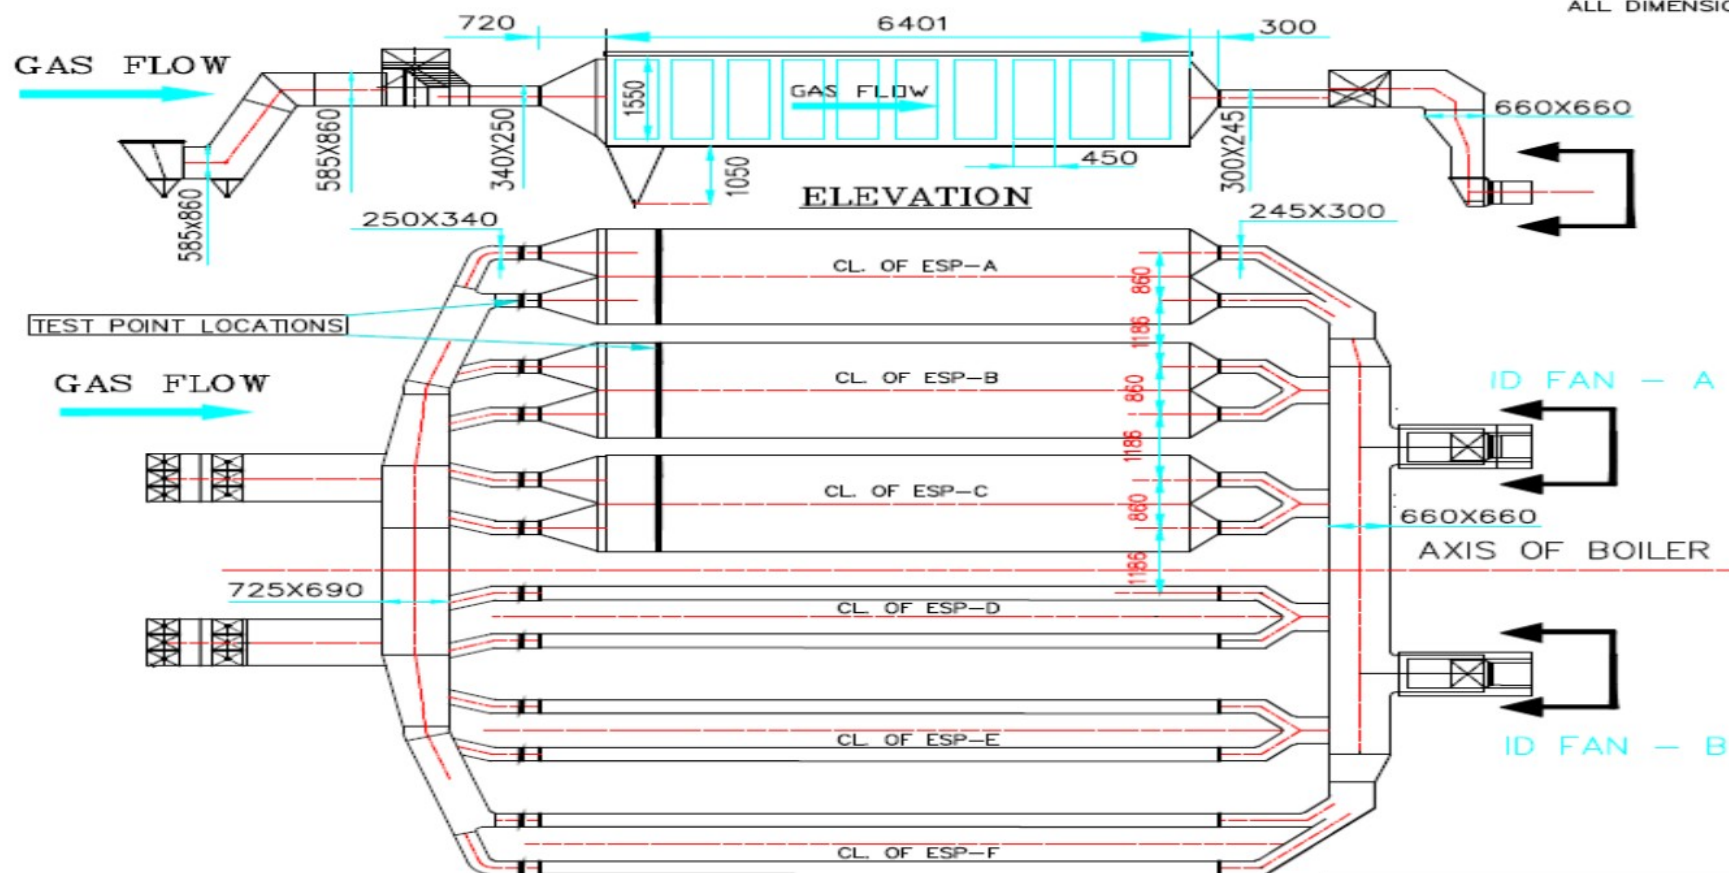 ALL DIMENSIO
720
6401
300
GAS FLOW
1550
GAS FLOW
660X660
585X860
340X250
1050
450
300X245
ELEVATION
585X860
250X340
245X300
CL. OF ESP-A
860
TEST POINT LOCATIONS
1186
GAS FLOW
CL. OF ESP-B
860
ID FAN - A
1186
CL. OF ESP-C
860
660X660
AXIS OF BOILER
1186
725X690
CL. OF ESP-D
CL. OF ESP-E
ID FAN - B
CL. OF ESP-F